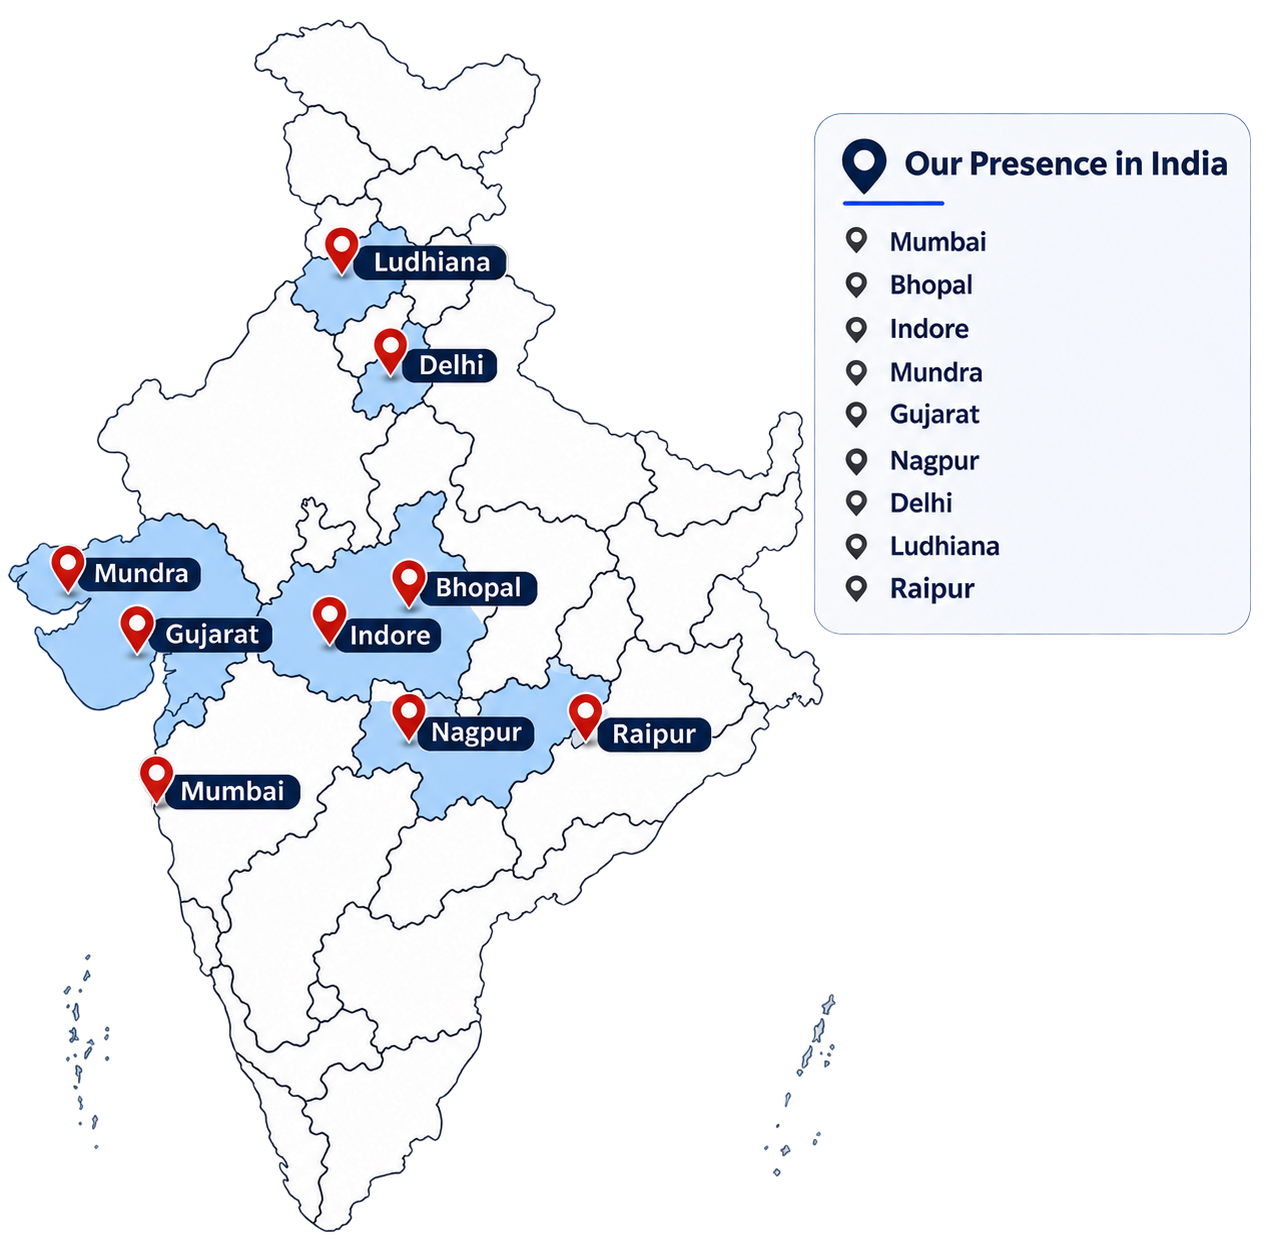 Ludhiana
Delhi
Mundra
Bhopal
Gujarat
Indore
Nagpur
Raipur
Mumbai
Our Presence in India
Mumbai
Bhopal
Indore
Mundra
Gujarat
Nagpur
Delhi
Ludhiana
Raipur